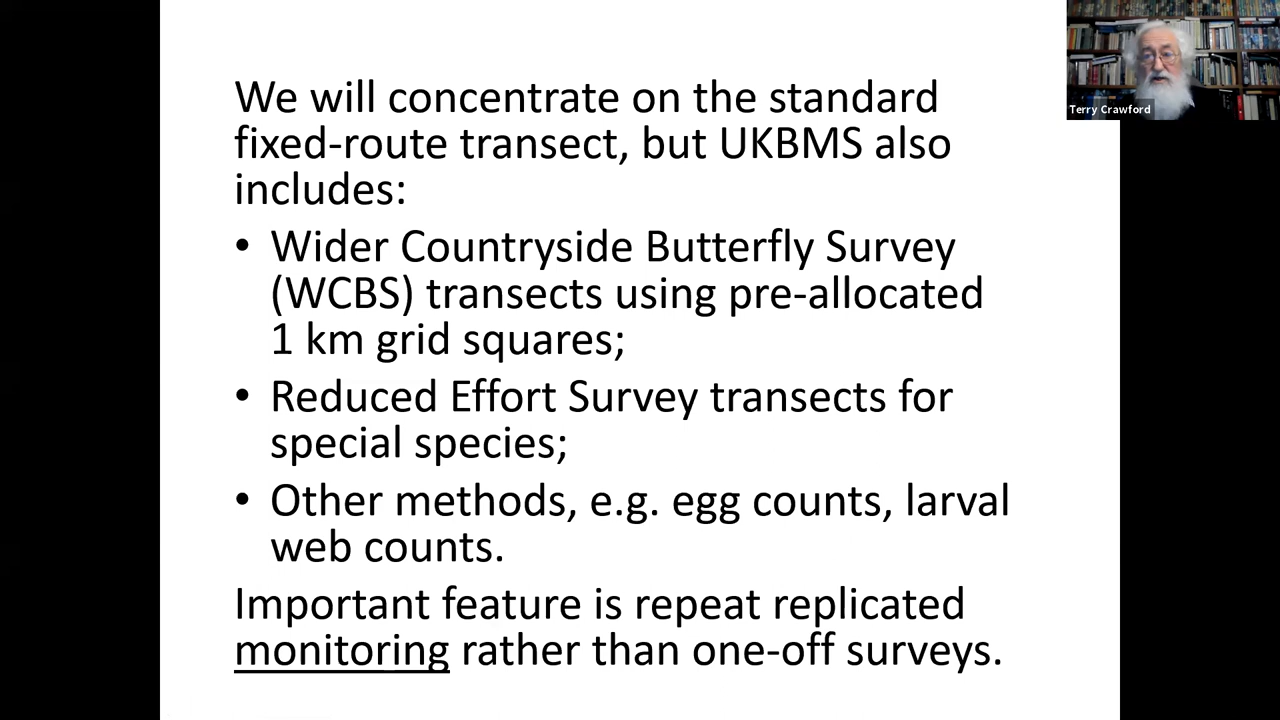 We will concentrate on the standard
fixed-route transect, but UKBMS also
includes:
• Wider Countryside Butterfly Survey
(WCBS) transects using pre-allocated
1 km grid squares;
• Reduced Effort Survey transects for
special species;
• Other methods, e.g. egg counts, larval
web counts.
Important feature is repeat replicated
monitoring rather than one-off surveys.
Terry Crawford